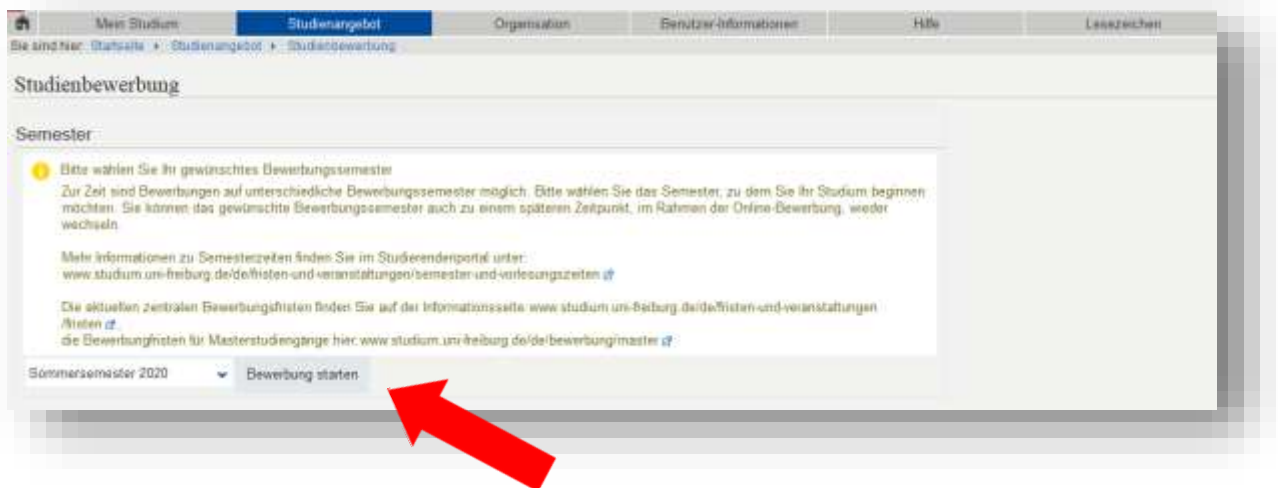 Mein Studium Studienangebot Organisation Benutzer-Informationen Hilfe Lesezeichen
Sie sind hier: Startseite Studienangebot Studienbewerbung
Studienbewerbung
Semester
Bitte wählen Sie Ihr gewünschtes Bewerbungssemester
Zur Zeit sind Bewerbungen auf unterschiedliche Bewerbungssemester möglich. Bitte wählen Sie das Semester, zu dem Sie Ihr Studium beginnen
möchten. Sie können das gewünschte Bewerbungssemester auch zu einem späteren Zeitpunkt, im Rahmen der Online-Bewerbung, wieder
wechseln.
Mehr Informationen zu Semesterzeiten finden Sie im Studierendenportal unter:
www.studium.uni-freiburg.de/de/fristen-und-veranstaltungen/semester-und-vorlesungszeiten
Die aktuellen zentralen Bewerbungsfristen finden Sie auf der Informationsseite www.studium.uni-freiburg.de/de/fristen-und-veranstaltungen
/fristen
die Bewerbungfristen für Masterstudiengänge hier: www.studium.uni-freiburg.de/de/bewerbung/master
Sommersemester 2020 Bewerbung starten